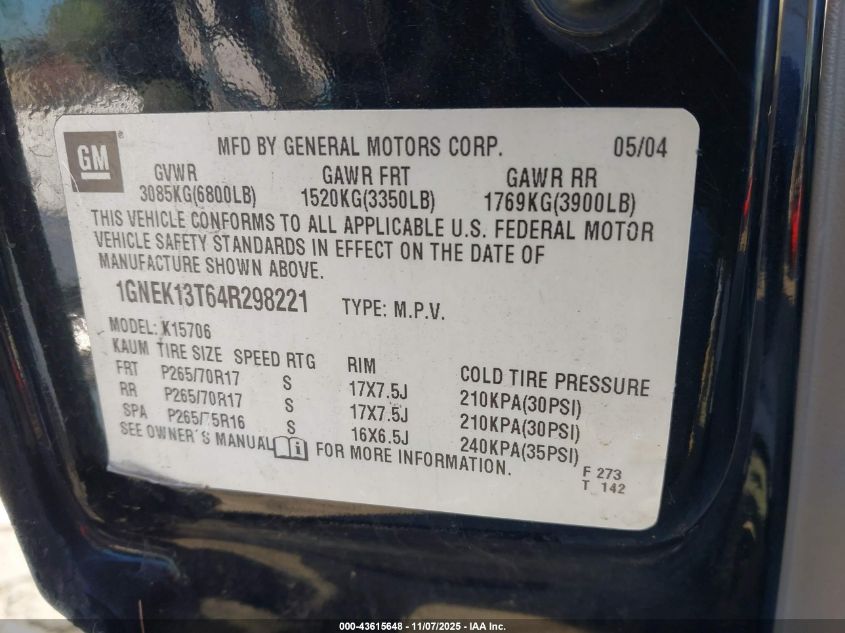 GM
MFD BY GENERAL MOTORS CORP. 05/04
GVWR GAWR FRT GAWR RR
3085KG(6800LB) 1520KG(3350LB) 1769KG(3900LB)
THIS VEHICLE CONFORMS TO ALL APPLICABLE U.S. FEDERAL MOTOR
VEHICLE SAFETY STANDARDS IN EFFECT ON THE DATE OF
MANUFACTURE SHOWN ABOVE.
1GNEK13T64R298221 TYPE: M.P.V.
MODEL: K15706
KAUM TIRE SIZE SPEED RTG RIM COLD TIRE PRESSURE
FRT P265/70R17 S 17X7.5J 210KPA(30PSI)
RR P265/70R17 S 17X7.5J 210KPA(30PSI)
SPA P265/75R16 S 16X6.5J 240KPA(35PSI)
SEE OWNER'S MANUAL FOR MORE INFORMATION.
F 273
T 142
000-43615648 - 11/07/2025 - IAA Inc.